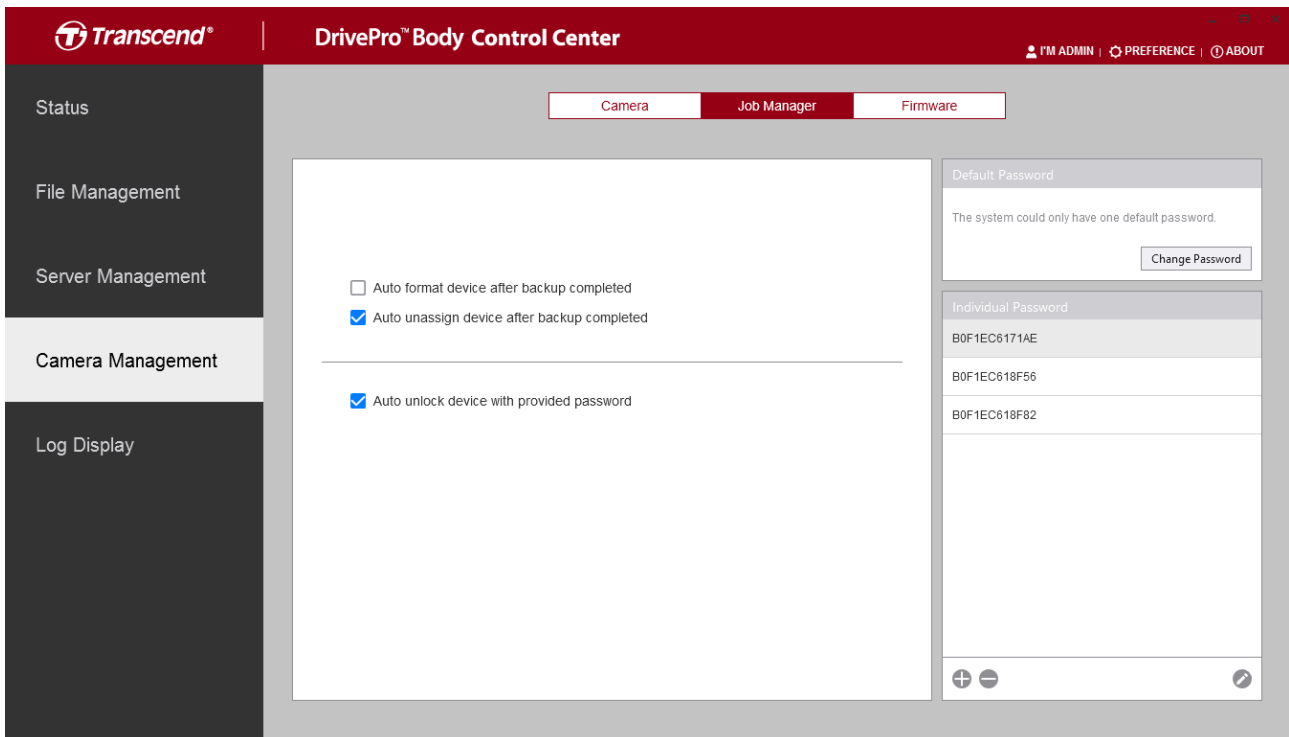 Transcend®
DrivePro™ Body Control Center
I'M ADMIN | PREFERENCE | ABOUT
Status
File Management
Server Management
Camera Management
Log Display
Camera
Job Manager
Firmware
Auto format device after backup completed
Auto unassign device after backup completed
Auto unlock device with provided password
Default Password
The system could only have one default password.
Change Password
Individual Password
B0F1EC6171AE
B0F1EC618F56
B0F1EC618F82